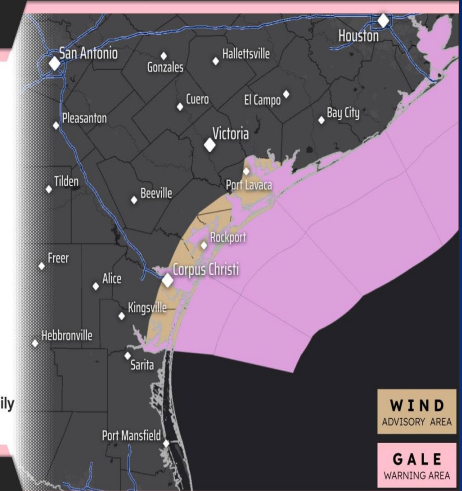 Houston
San Antonio
Gonzales
Hallettsville
Cuero
El Campo
Pleasanton
Bay City
Victoria
Port Lavaca
Tilden
Beeville
Rockport
Freer
Corpus Christi
Alice
Kingsville
Hebbronville
Sarita
ily
WIND
ADVISORY AREA
Port Mansfield
GALE
WARNING AREA